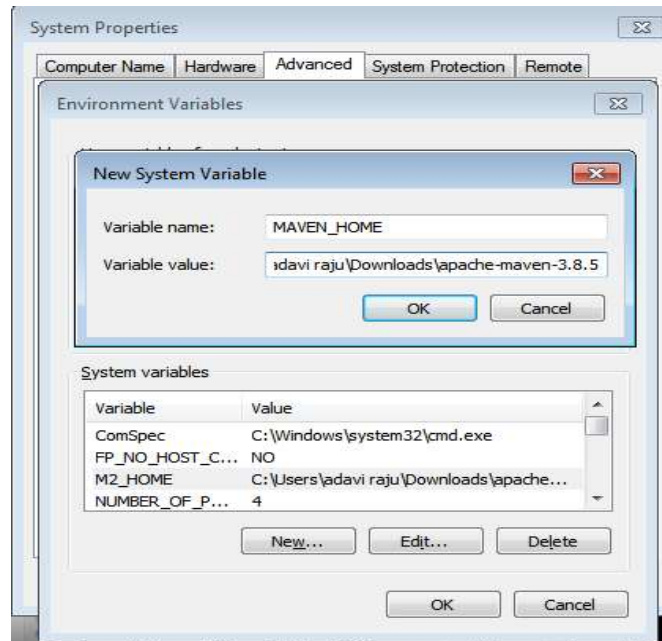 System Properties
Computer Name Hardware Advanced System Protection Remote
Environment Variables
New System Variable
Variable name: MAVEN_HOME
Variable value: adavi raju\Downloads\apache-maven-3.8.5
OK Cancel
System variables
Variable Value
ComSpec C:\Windows\system32\cmd.exe
FP_NO_HOST_C... NO
M2_HOME C:\Users\adavi raju\Downloads\apache...
NUMBER_OF_P... 4
New... Edit... Delete
OK Cancel